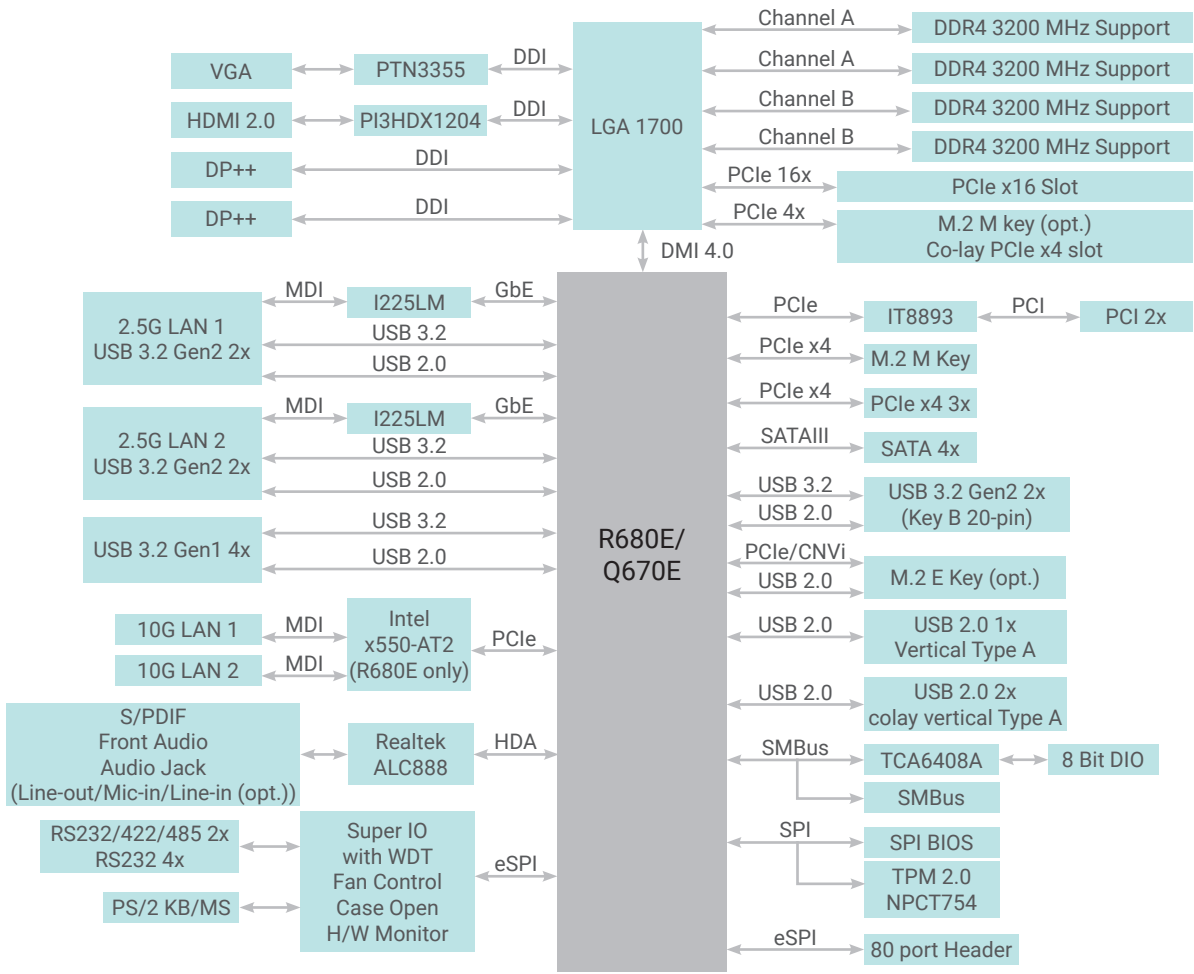 Channel A
DDR4 3200 MHz Support
Channel A
DDR4 3200 MHz Support
Channel B
DDR4 3200 MHz Support
Channel B
DDR4 3200 MHz Support
VGA
PTN3355
DDI
HDMI 2.0
PI3HDX1204
DDI
DP++
DDI
DP++
DDI
LGA 1700
PCIe 16x
PCIe x16 Slot
PCIe 4x
M.2 M key (opt.)
Co-lay PCIe x4 slot
DMI 4.0
2.5G LAN 1
USB 3.2 Gen2 2x
MDI
I225LM
GbE
USB 3.2
USB 2.0
2.5G LAN 2
USB 3.2 Gen2 2x
MDI
I225LM
GbE
USB 3.2
USB 2.0
USB 3.2 Gen1 4x
USB 3.2
USB 2.0
10G LAN 1
MDI
10G LAN 2
MDI
Intel
x550-AT2
(R680E only)
PCIe
S/PDIF
Front Audio
Audio Jack
(Line-out/Mic-in/Line-in (opt.))
Realtek
ALC888
HDA
RS232/422/485 2x
RS232 4x
PS/2 KB/MS
Super IO
with WDT
Fan Control
Case Open
H/W Monitor
eSPI
R680E/
Q670E
PCIe
IT8893
PCI
PCI 2x
PCIe x4
M.2 M Key
PCIe x4
PCIe x4 3x
SATAIII
SATA 4x
USB 3.2
USB 2.0
USB 3.2 Gen2 2x
(Key B 20-pin)
PCIe/CNVi
USB 2.0
M.2 E Key (opt.)
USB 2.0
USB 2.0 1x
Vertical Type A
USB 2.0
USB 2.0 2x
colay vertical Type A
SMBus
TCA6408A
8 Bit DIO
SMBus
SPI
SPI BIOS
TPM 2.0
NPCT754
eSPI
80 port Header